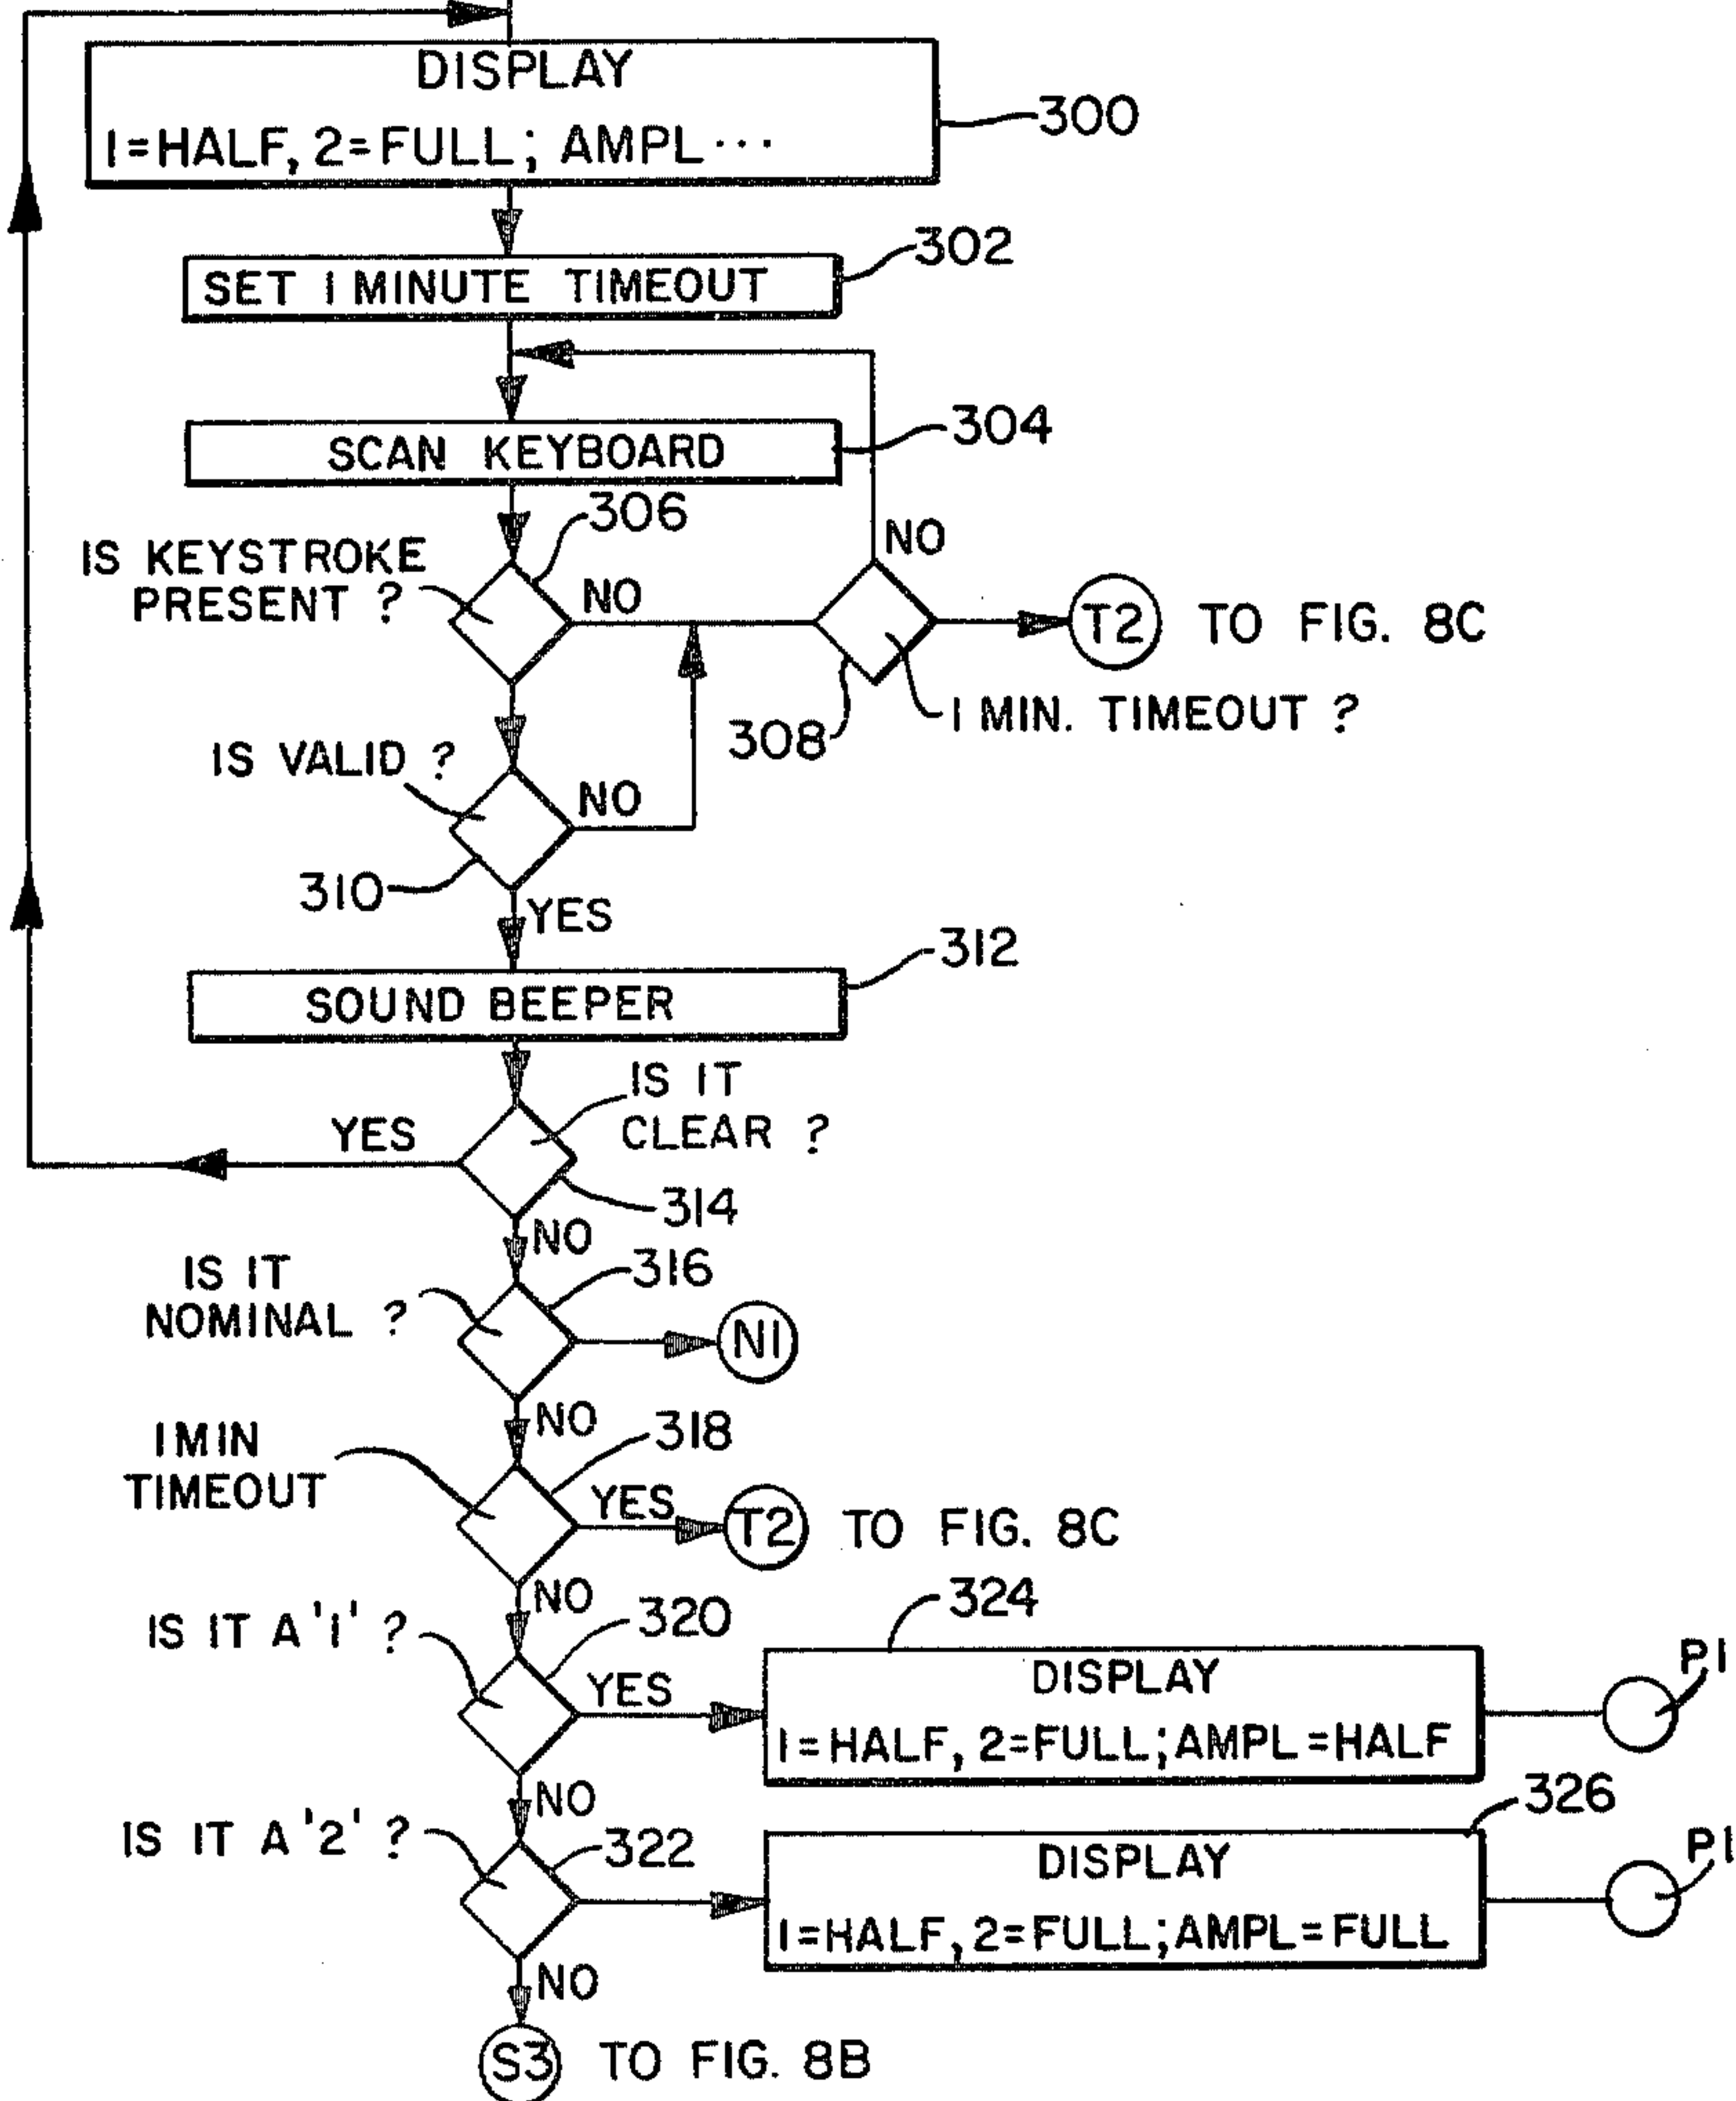 DISPLAY
1=HALF, 2=FULL; AMPL···
300
SET 1 MINUTE TIMEOUT
302
SCAN KEYBOARD
304
306
IS KEYSTROKE
PRESENT ?
NO
NO
T2 TO FIG. 8C
308
1 MIN. TIMEOUT ?
IS VALID ?
NO
310
YES
SOUND BEEPER
312
IS IT
CLEAR ?
YES
314
NO
IS IT
NOMINAL ?
316
N1
NO
1 MIN
TIMEOUT
318
YES
T2 TO FIG. 8C
NO
IS IT A '1' ?
320
YES
324
DISPLAY
1=HALF, 2=FULL; AMPL=HALF
P1
NO
IS IT A '2' ?
322
326
DISPLAY
1=HALF, 2=FULL; AMPL=FULL
P1
NO
S3 TO FIG. 8B